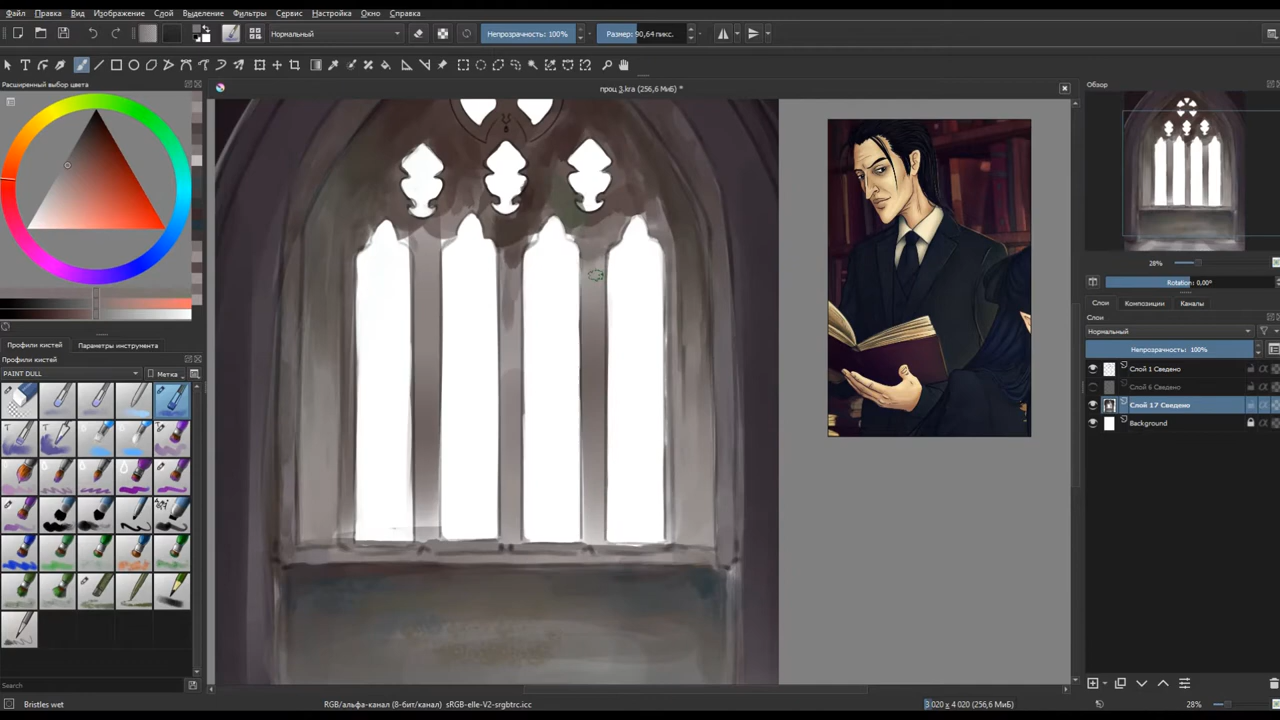 Файл Правка Вид Изображение Слой Выделение Фильтры Сервис Настройка Окно Справка
Нормальный
Непрозрачность: 100%
Размер: 90,64 пикс.
Расширенный выбор цвета
проц 3.kra (256,6 МиБ) *
Обзор
28%
Rotation: 0,00°
Слои Композиции Каналы
Слои
Нормальный
Непрозрачность: 100%
Слой 1 Сведено
Слой 6 Сведено
Слой 17 Сведено
Background
Профили кистей Параметры инструмента
Профили кистей
PAINT DULL
Метка
Search
Bristles wet
RGB/альфа-канал (8-бит/канал) sRGB-elle-V2-srgbtrc.icc
3 020 x 4 020 (256,6 МиБ)
28%